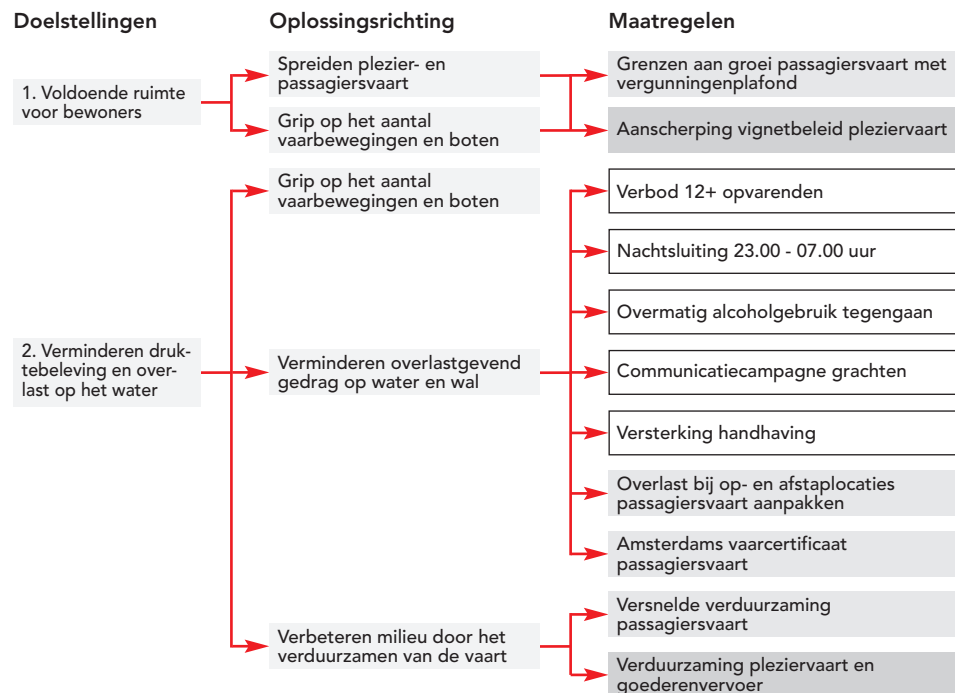 Doelstellingen
Oplossingsrichting
Maatregelen
1. Voldoende ruimte
voor bewoners
Spreiden plezier- en
passagiersvaart
Grip op het aantal
vaarbewegingen en boten
Grenzen aan groei passagiersvaart met
vergunningenplafond
Aanscherping vignetbeleid pleziervaart
2. Verminderen druk-
tebeleving en over-
last op het water
Grip op het aantal
vaarbewegingen en boten
Verminderen overlastgevend
gedrag op water en wal
Verbod 12+ opvarenden
Nachtsluiting 23.00 - 07.00 uur
Overmatig alcoholgebruik tegengaan
Communicatiecampagne grachten
Versterking handhaving
Overlast bij op- en afstaplocaties
passagiersvaart aanpakken
Amsterdams vaarcertificaat
passagiersvaart
Verbeteren milieu door het
verduurzamen van de vaart
Versnelde verduurzaming
passagiersvaart
Verduurzaming pleziervaart en
goederenvervoer